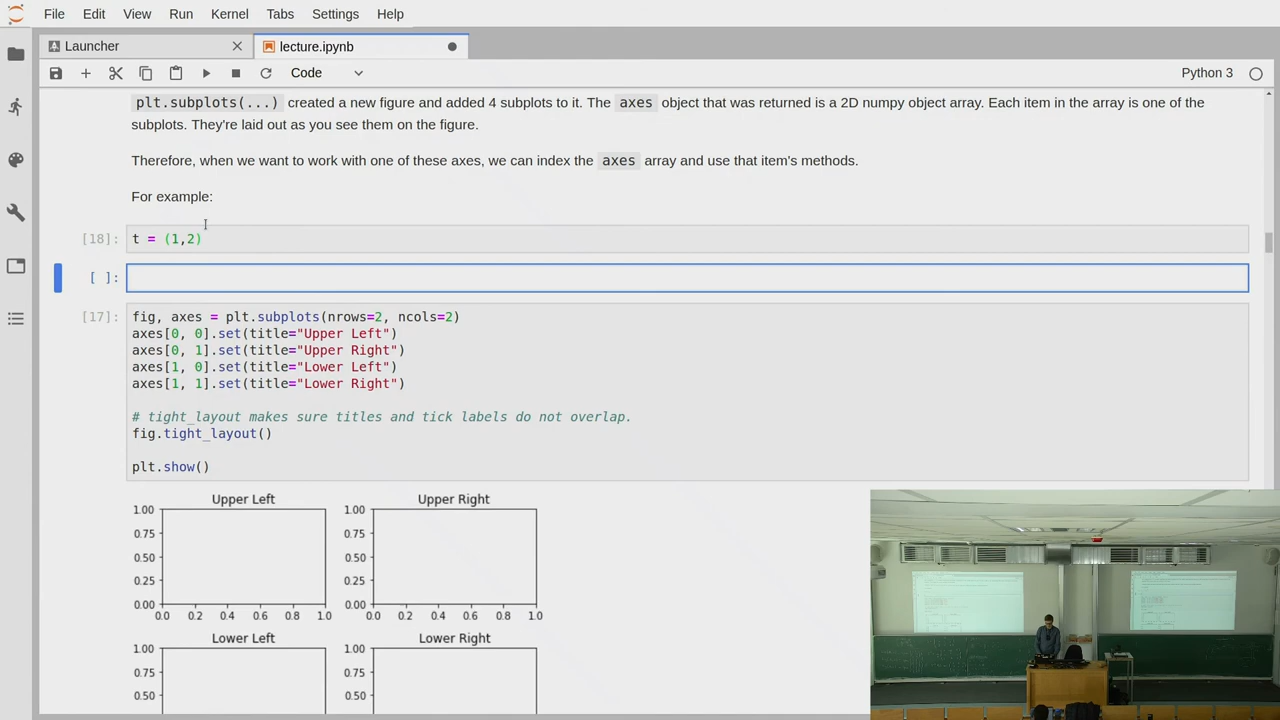 File Edit View Run Kernel Tabs Settings Help
Launcher lecture.ipynb
Code Python 3
plt.subplots(...) created a new figure and added 4 subplots to it. The axes object that was returned is a 2D numpy object array. Each item in the array is one of the
subplots. They're laid out as you see them on the figure.
Therefore, when we want to work with one of these axes, we can index the axes array and use that item's methods.
For example:
[18]: t = (1,2)
[ ]:
[17]: fig, axes = plt.subplots(nrows=2, ncols=2)
axes[0, 0].set(title="Upper Left")
axes[0, 1].set(title="Upper Right")
axes[1, 0].set(title="Lower Left")
axes[1, 1].set(title="Lower Right")
# tight_layout makes sure titles and tick labels do not overlap.
fig.tight_layout()
plt.show()
Upper Left Upper Right
1.00 1.00
0.75 0.75
0.50 0.50
0.25 0.25
0.00 0.00
0.0 0.2 0.4 0.6 0.8 1.0 0.0 0.2 0.4 0.6 0.8 1.0
Lower Left Lower Right
1.00 1.00
0.75 0.75
0.50 0.50